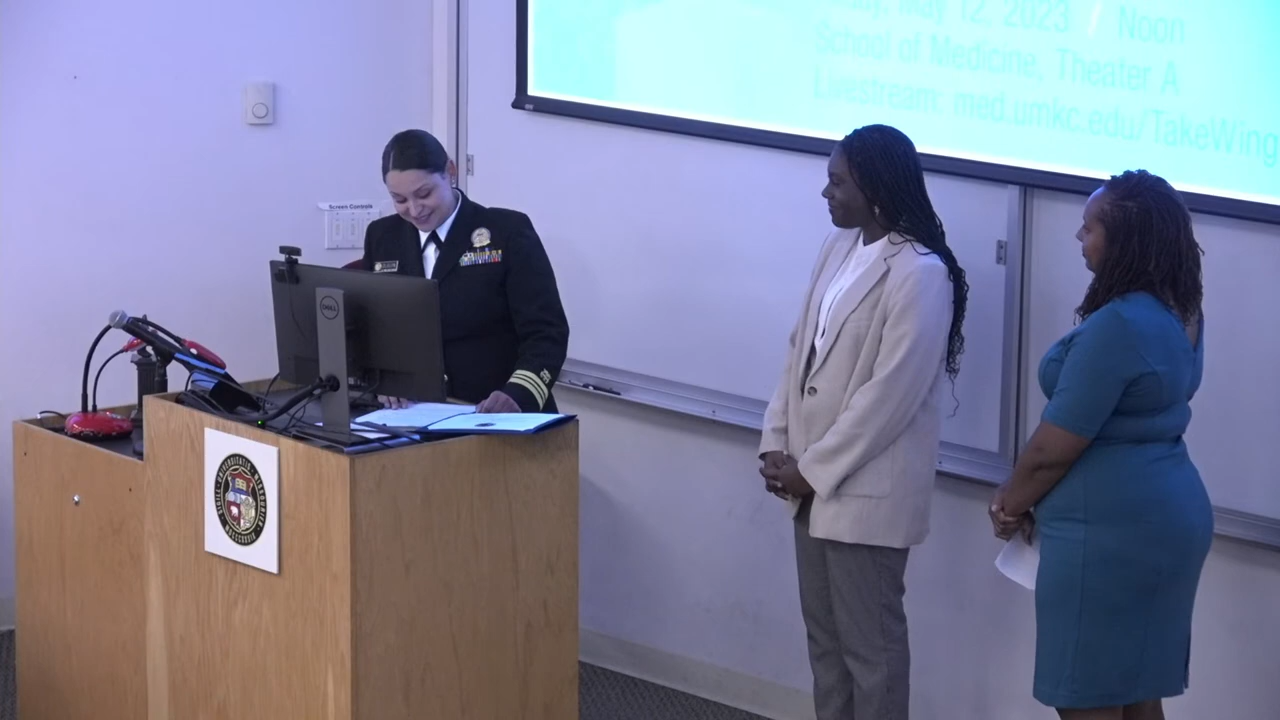 May 12, 2023 / Noon
School of Medicine, Theater A
Livestream: med.umkc.edu/TakeWing
Screen Controls
DELL